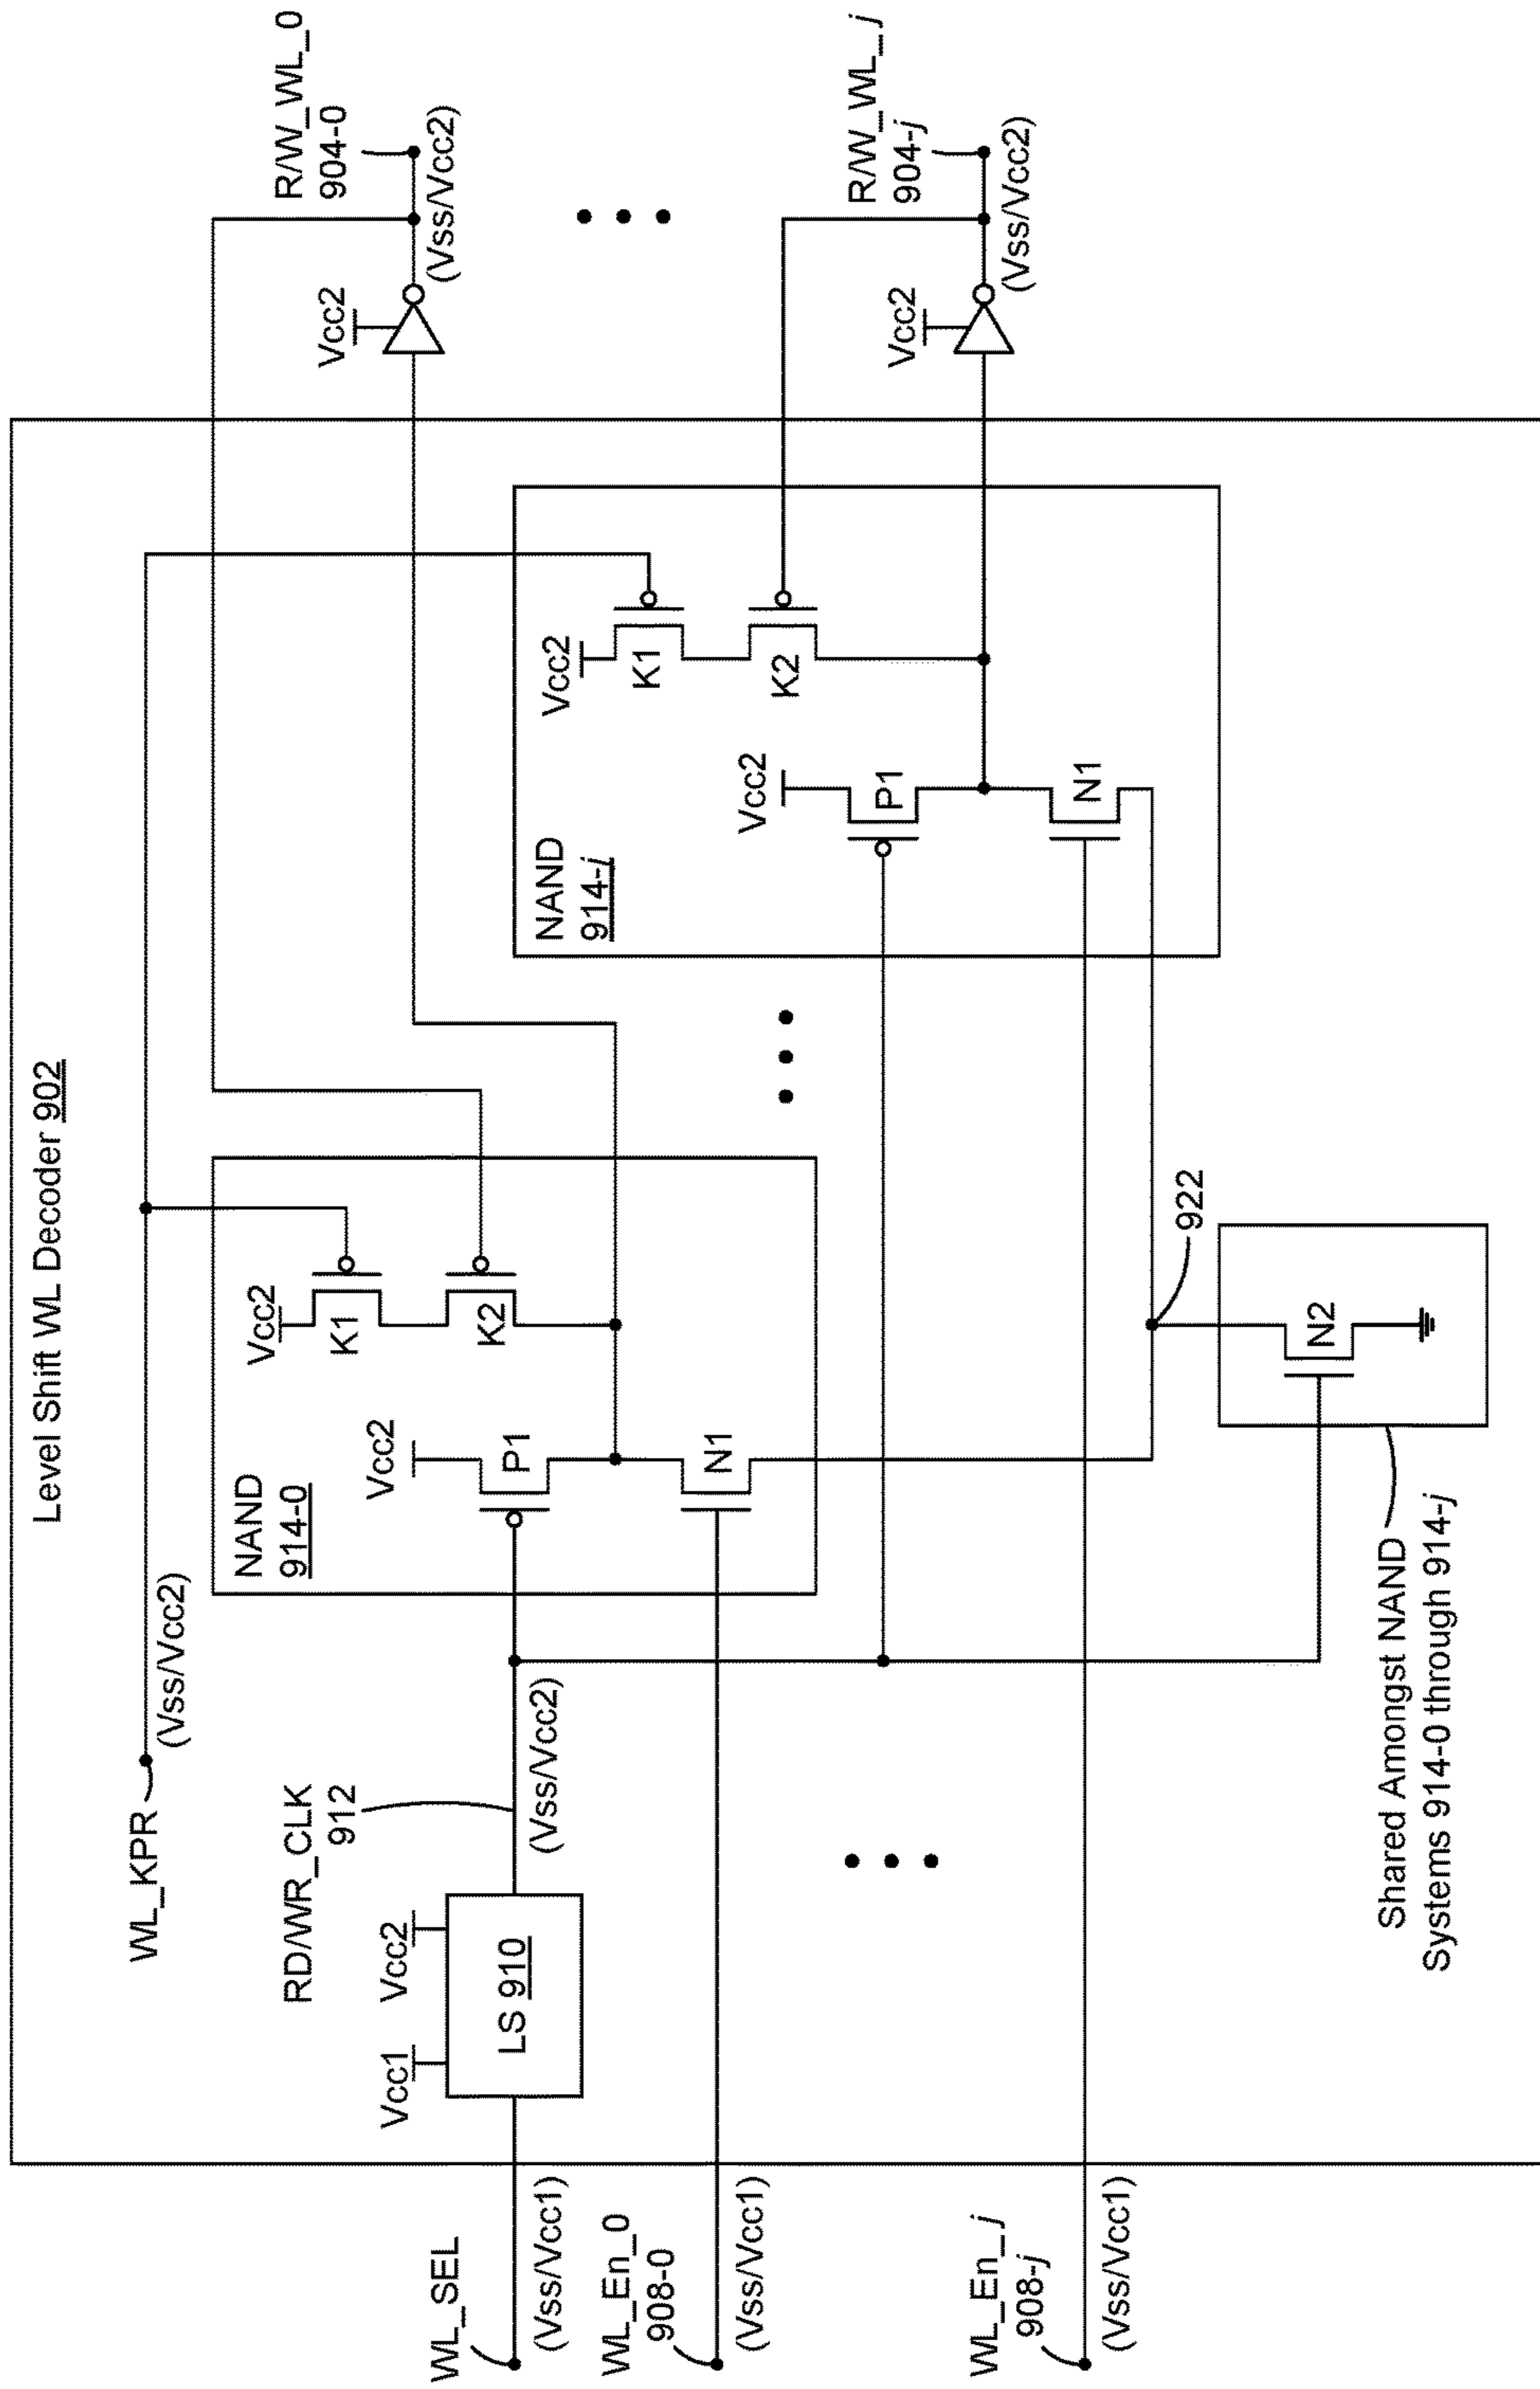 Level Shift WL Decoder 902
WL_KPR
(Vss/Vcc2)
RD/WR_CLK
912
Vcc1
Vcc2
LS 910
(Vss/Vcc2)
WL_SEL
(Vss/Vcc1)
WL_En_0
908-0
(Vss/Vcc1)
WL_En_j
908-j
(Vss/Vcc1)
NAND
914-0
Vcc2
P1
N1
Vcc2
K1
K2
NAND
914-j
Vcc2
P1
N1
Vcc2
K1
K2
922
N2
Shared Amongst NAND
Systems 914-0 through 914-j
Vcc2
R/W_WL_0
904-0
(Vss/Vcc2)
Vcc2
R/W_WL_j
904-j
(Vss/Vcc2)